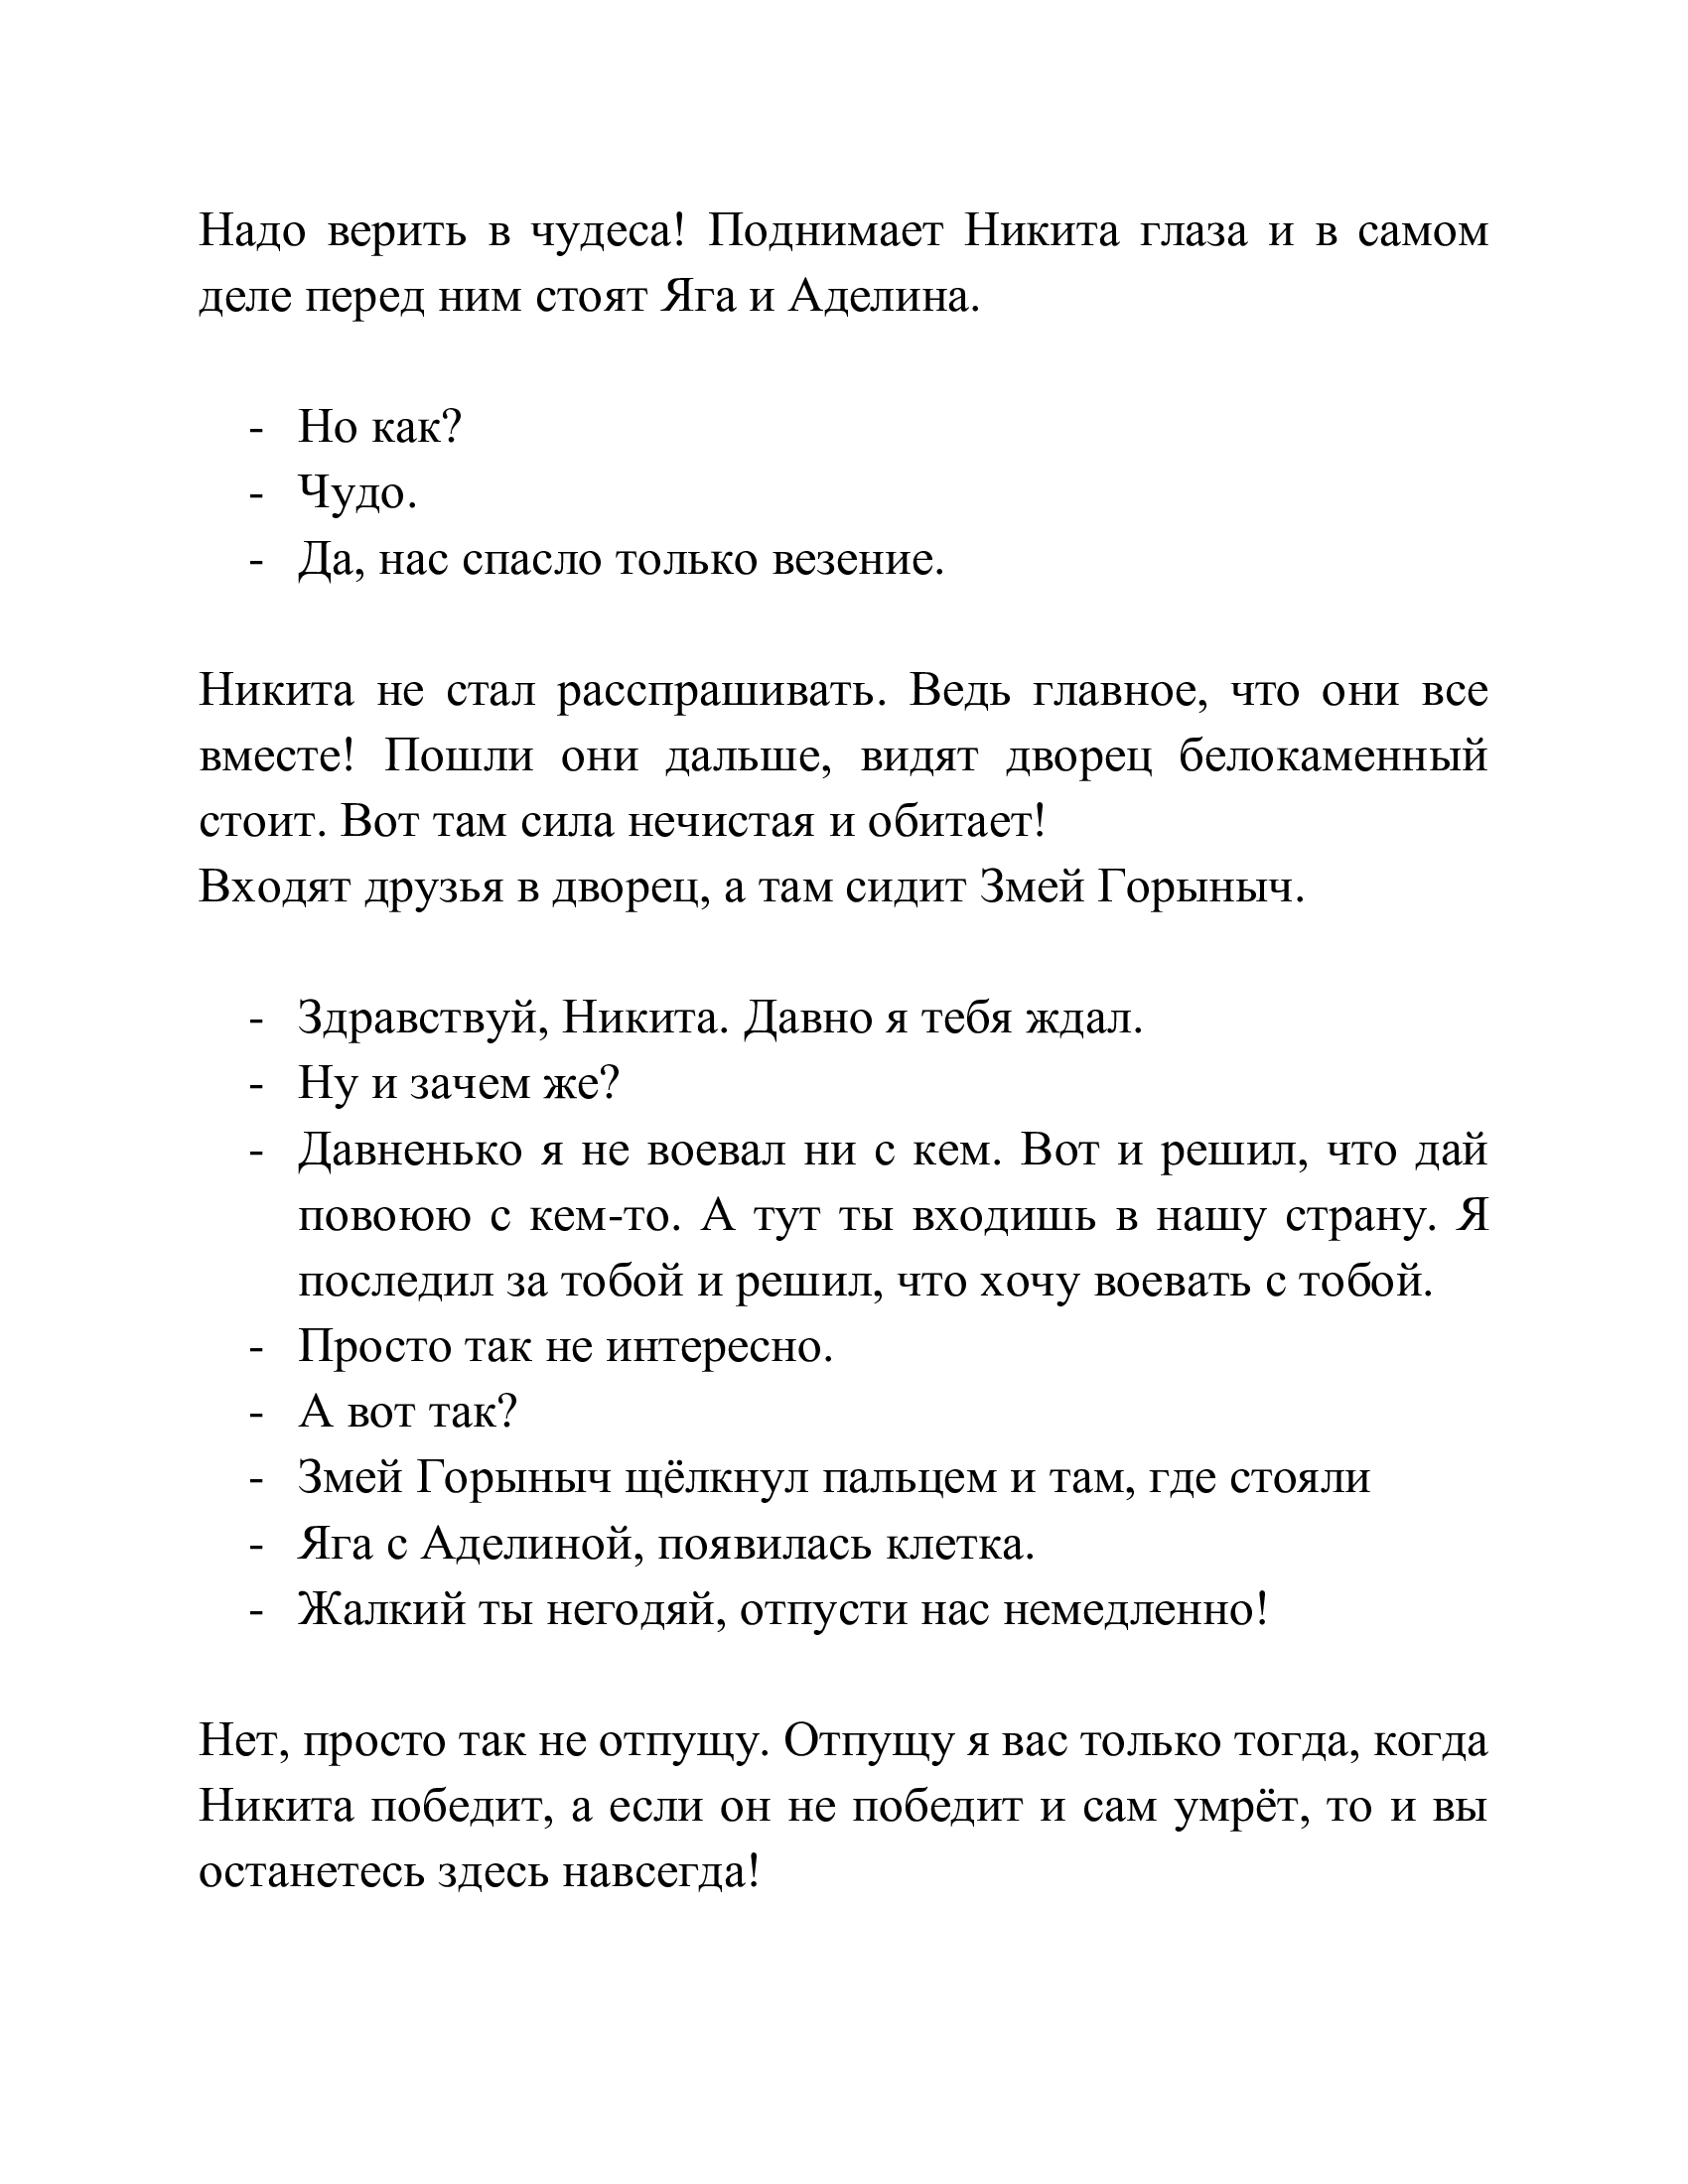 Надо верить в чудеса! Поднимает Никита глаза и в самом
деле перед ним стоят Яга и Аделина.
- Но как?
- Чудо.
- Да, нас спасло только везение.
Никита не стал расспрашивать. Ведь главное, что они все
вместе! Пошли они дальше, видят дворец белокаменный
стоит. Вот там сила нечистая и обитает!
Входят друзья в дворец, а там сидит Змей Горыныч.
- Здравствуй, Никита. Давно я тебя ждал.
- Ну и зачем же?
- Давненько я не воевал ни с кем. Вот и решил, что дай
повоюю с кем-то. А тут ты входишь в нашу страну. Я
последил за тобой и решил, что хочу воевать с тобой.
- Просто так не интересно.
- А вот так?
- Змей Горыныч щёлкнул пальцем и там, где стояли
- Яга с Аделиной, появилась клетка.
- Жалкий ты негодяй, отпусти нас немедленно!
Нет, просто так не отпущу. Отпущу я вас только тогда, когда
Никита победит, а если он не победит и сам умрёт, то и вы
останетесь здесь навсегда!